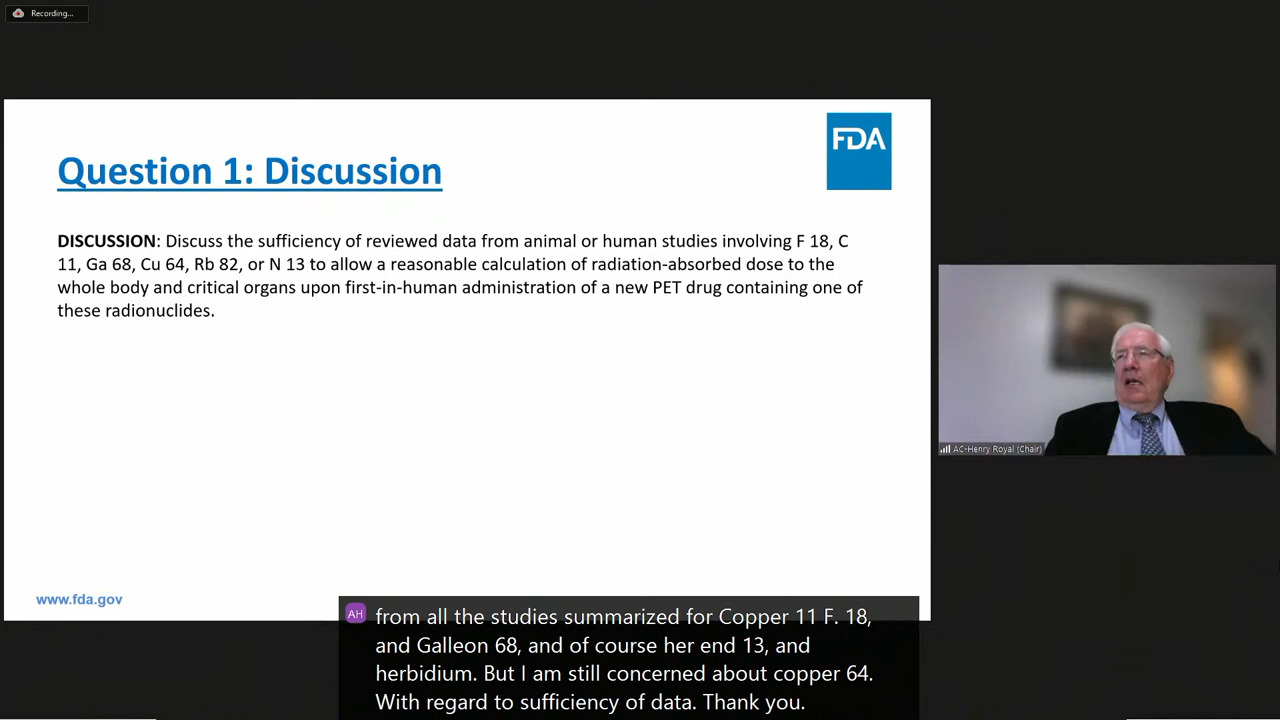 Recording...
FDA
Question 1: Discussion
DISCUSSION: Discuss the sufficiency of reviewed data from animal or human studies involving F 18, C
11, Ga 68, Cu 64, Rb 82, or N 13 to allow a reasonable calculation of radiation-absorbed dose to the
whole body and critical organs upon first-in-human administration of a new PET drug containing one of
these radionuclides.
AC-Henry Royal (Chair)
www.fda.gov
AH
from all the studies summarized for Copper 11 F. 18,
and Galleon 68, and of course her end 13, and
herbidium. But I am still concerned about copper 64.
With regard to sufficiency of data. Thank you.